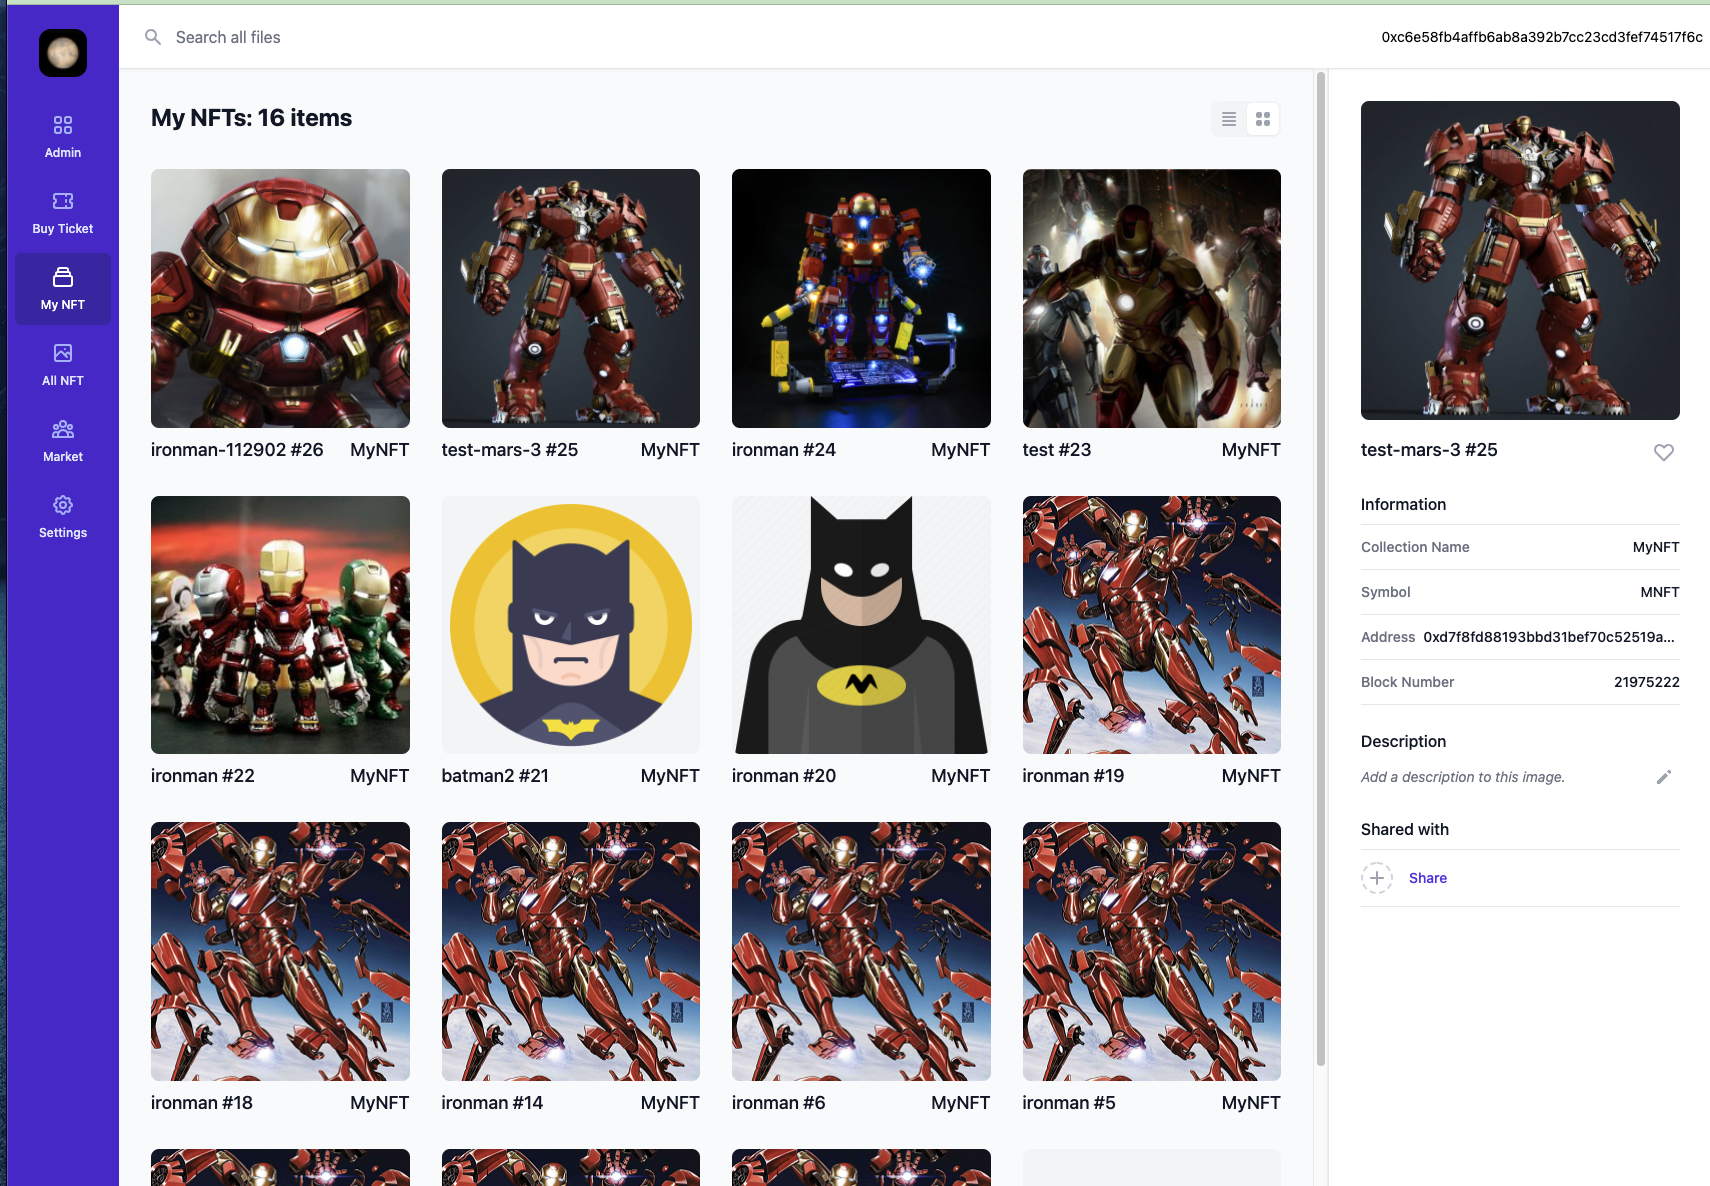 Search all files
0xc6e58fb4affb6ab8a392b7cc23cd3fef74517f6c
Admin
Buy Ticket
My NFT
All NFT
Market
Settings
My NFTs: 16 items
ironman-112902 #26 MyNFT
test-mars-3 #25 MyNFT
ironman #24 MyNFT
test #23 MyNFT
ironman #22 MyNFT
batman2 #21 MyNFT
ironman #20 MyNFT
ironman #19 MyNFT
ironman #18 MyNFT
ironman #14 MyNFT
ironman #6 MyNFT
ironman #5 MyNFT
test-mars-3 #25
Information
Collection Name MyNFT
Symbol MNFT
Address 0xd7f8fd88193bbd31bef70c52519a...
Block Number 21975222
Description
Add a description to this image.
Shared with
Share